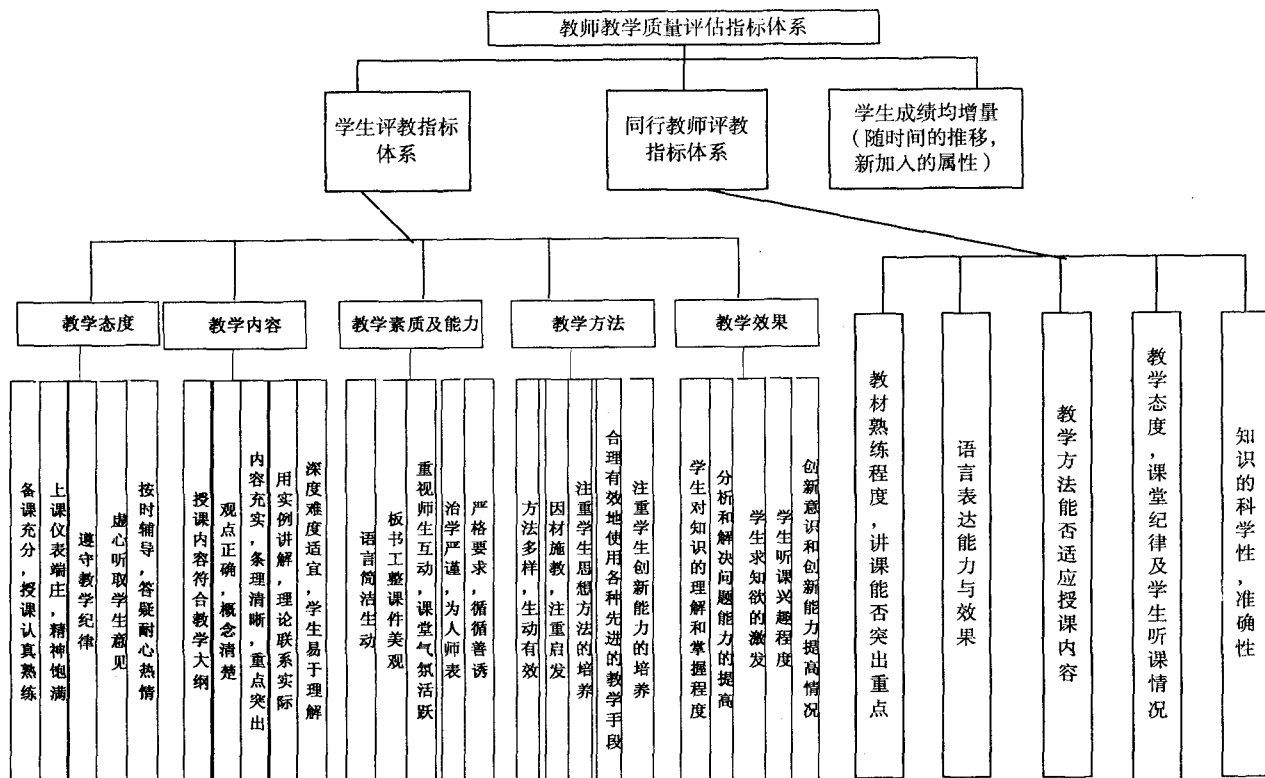 教师教学质量评估指标体系
学生评教指标
体系
同行教师评教
指标体系
学生成绩均增量
(随时间的推移,
新加入的属性)
教学态度
教学内容
教学素质及能力
教学方法
教学效果
备课充分,授课认真熟练
上课仪表端庄,精神饱满
遵守教学纪律
虚心听取学生意见
按时辅导,答疑耐心热情
授课内容符合教学大纲
观点正确,概念清楚
内容充实,条理清晰,重点突出
用实例讲解,理论联系实际
深度难度适宜,学生易于理解
语言简洁生动
板书工整课件美观
重视师生互动,课堂气氛活跃
治学严谨,为人师表
严格要求,循循善诱
方法多样,生动有效
因材施教,注重启发
注重学生思想方法的培养
合理有效地使用各种先进的教学手段
注重学生创新能力的培养
学生对知识的理解和掌握程度
分析和解决问题能力的提高
学生求知欲的激发
学生听课兴趣程度
创新意识和创新能力提高情况
教材熟练程度,讲课能否突出重点
语言表达能力与效果
教学方法能否适应授课内容
教学态度,课堂纪律及学生听课情况
知识的科学性,准确性